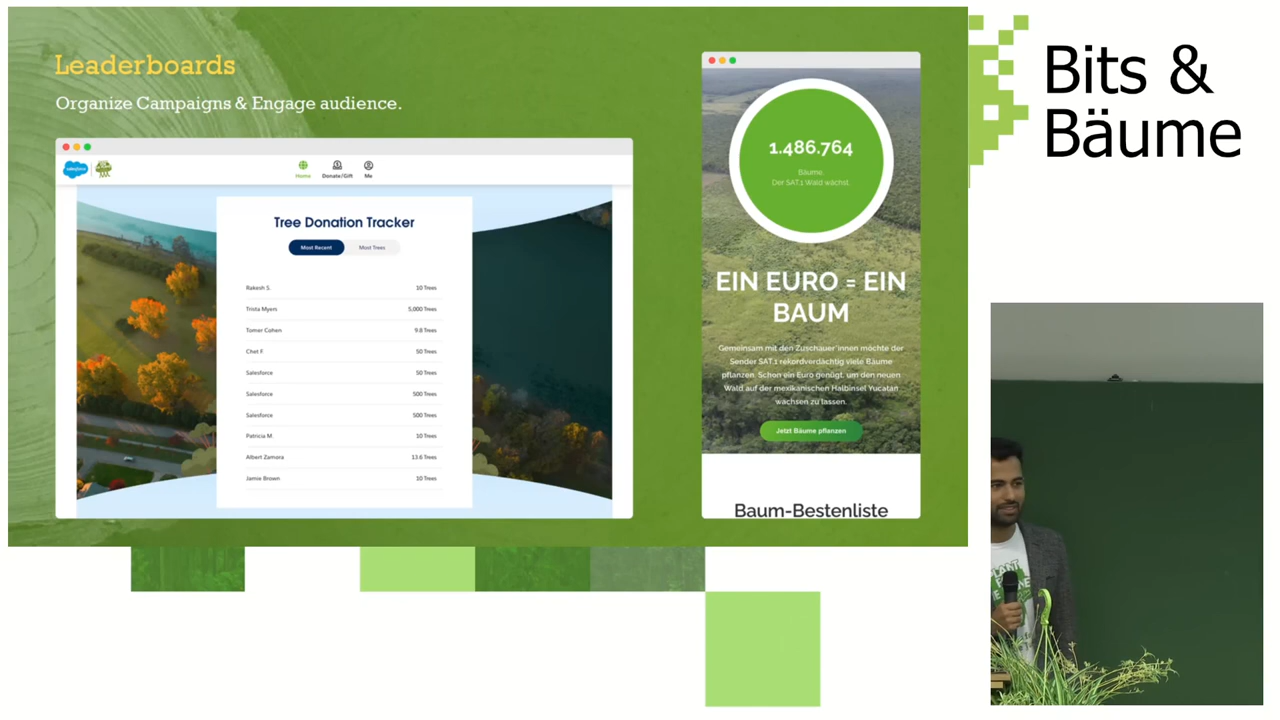 Leaderboards
Organize Campaigns & Engage audience.
salesforce
Home
Donate/Gift
Me
Tree Donation Tracker
Most Recent
Most Trees
Rakesh S. 10 Trees
Trista Myers 5,000 Trees
Tomer Cohen 9.8 Trees
Chet F 50 Trees
Salesforce 50 Trees
Salesforce 500 Trees
Salesforce 500 Trees
Patricia M. 10 Trees
Albert Zamora 13.6 Trees
Jamie Brown 10 Trees
1.486.764
Bäume.
Der SAT.1 Wald wächst.
EIN EURO = EIN
BAUM
Gemeinsam mit den Zuschauer*innen möchte der
Sender SAT.1 rekordverdächtig viele Bäume
pflanzen. Schon ein Euro genügt, um den neuen
Wald auf der mexikanischen Halbinsel Yucatan
wachsen zu lassen.
Jetzt Bäume pflanzen
Baum-Bestenliste
Bits &
Bäume